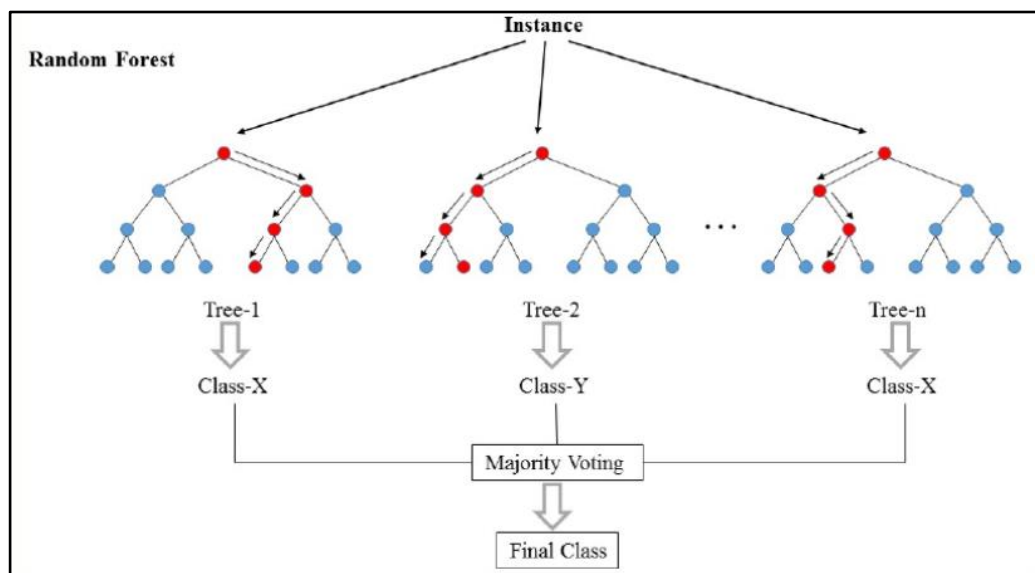 Instance
Random Forest
...
Tree-1
Tree-2
Tree-n
Class-X
Class-Y
Class-X
Majority Voting
Final Class